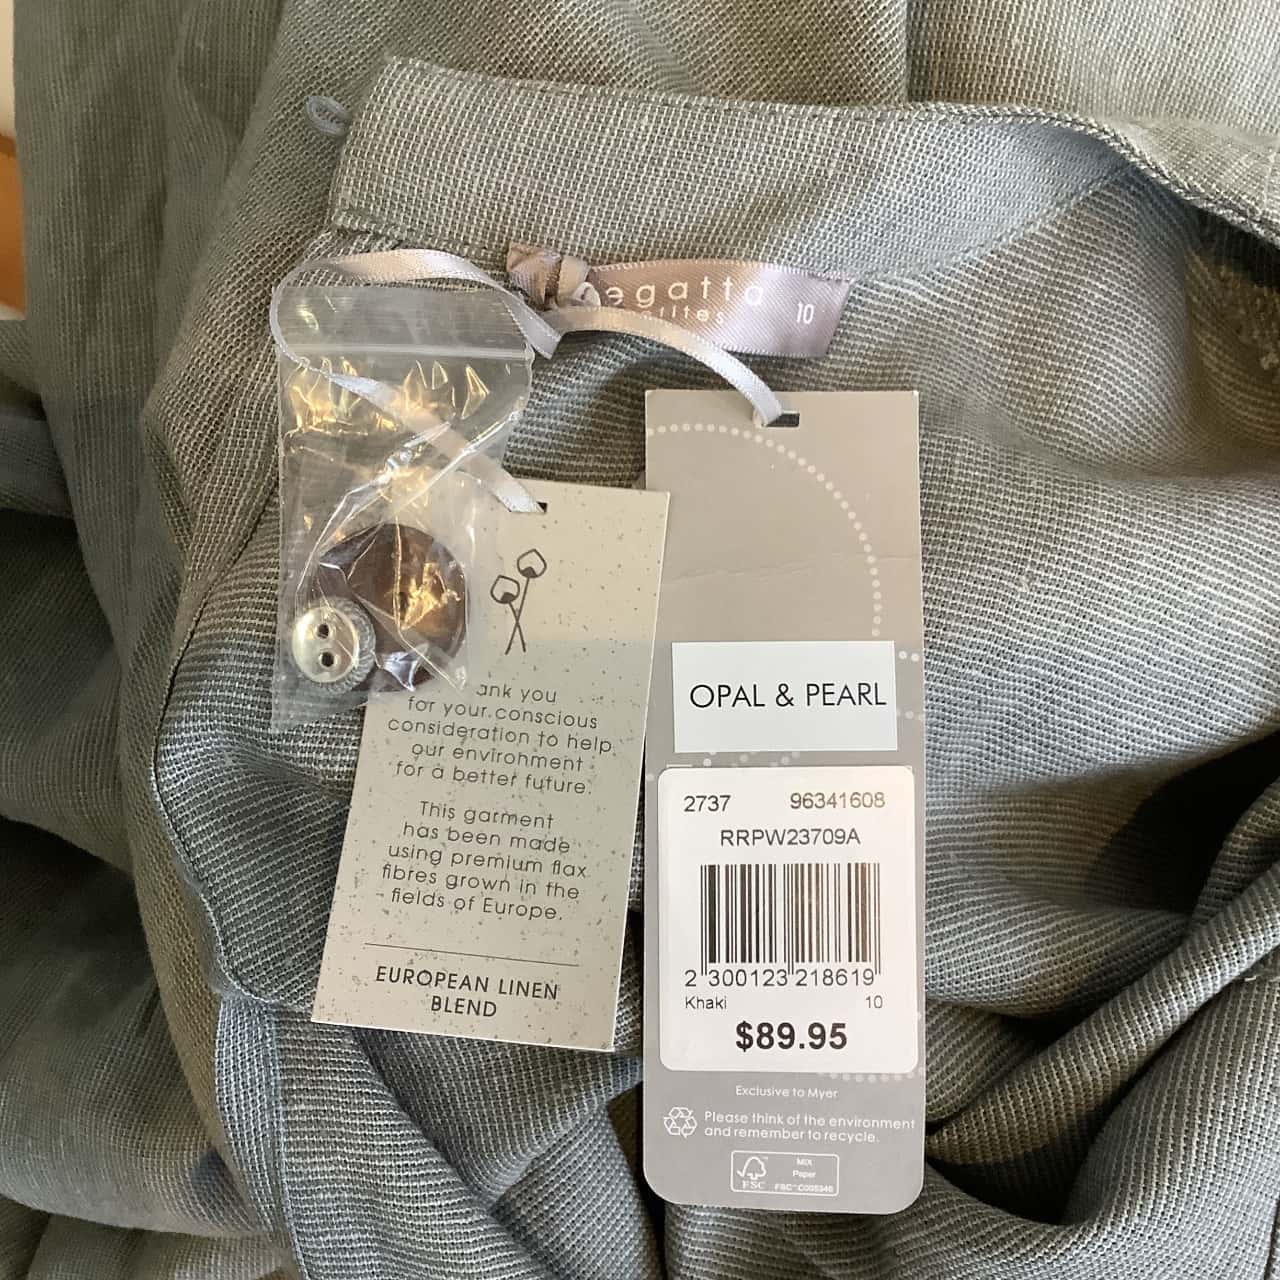 egatta
10
OPAL & PEARL
ank you
for your conscious
consideration to help
our environment
for a better future.
This garment
has been made
using premium flax
fibres grown in the
fields of Europe.
EUROPEAN LINEN
BLEND
2737 96341608
RRPW23709A
2 300123 218619
Khaki 10
$89.95
Exclusive to Myer
Please think of the environment
and remember to recycle.
FSC
MIX
Paper
FSC™ C005346